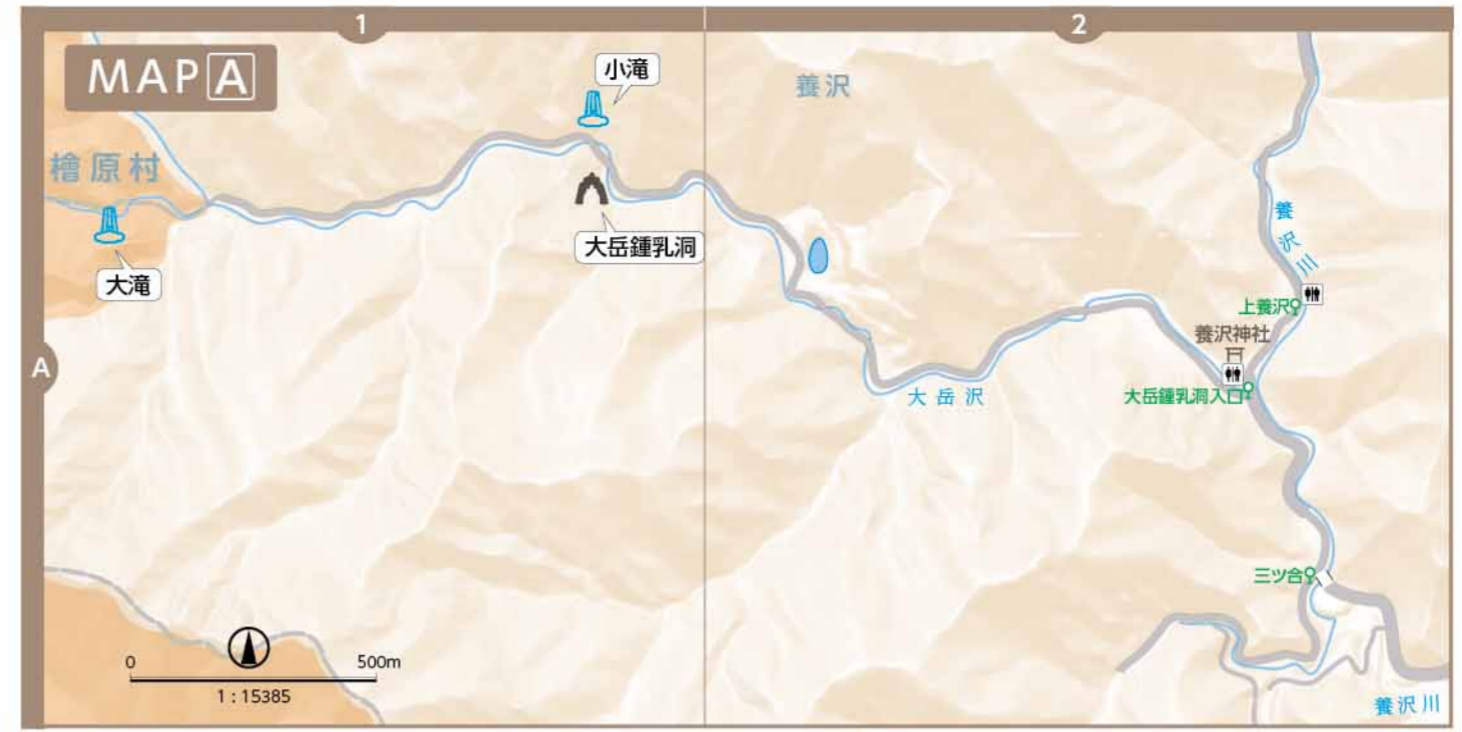 1
2
MAP A
小滝
養沢
檜原村
養沢川
大岳鍾乳洞
大滝
上養沢
養沢神社
A
大岳沢
大岳鍾乳洞入口
三ツ合
0
500m
1 : 15385
養沢川